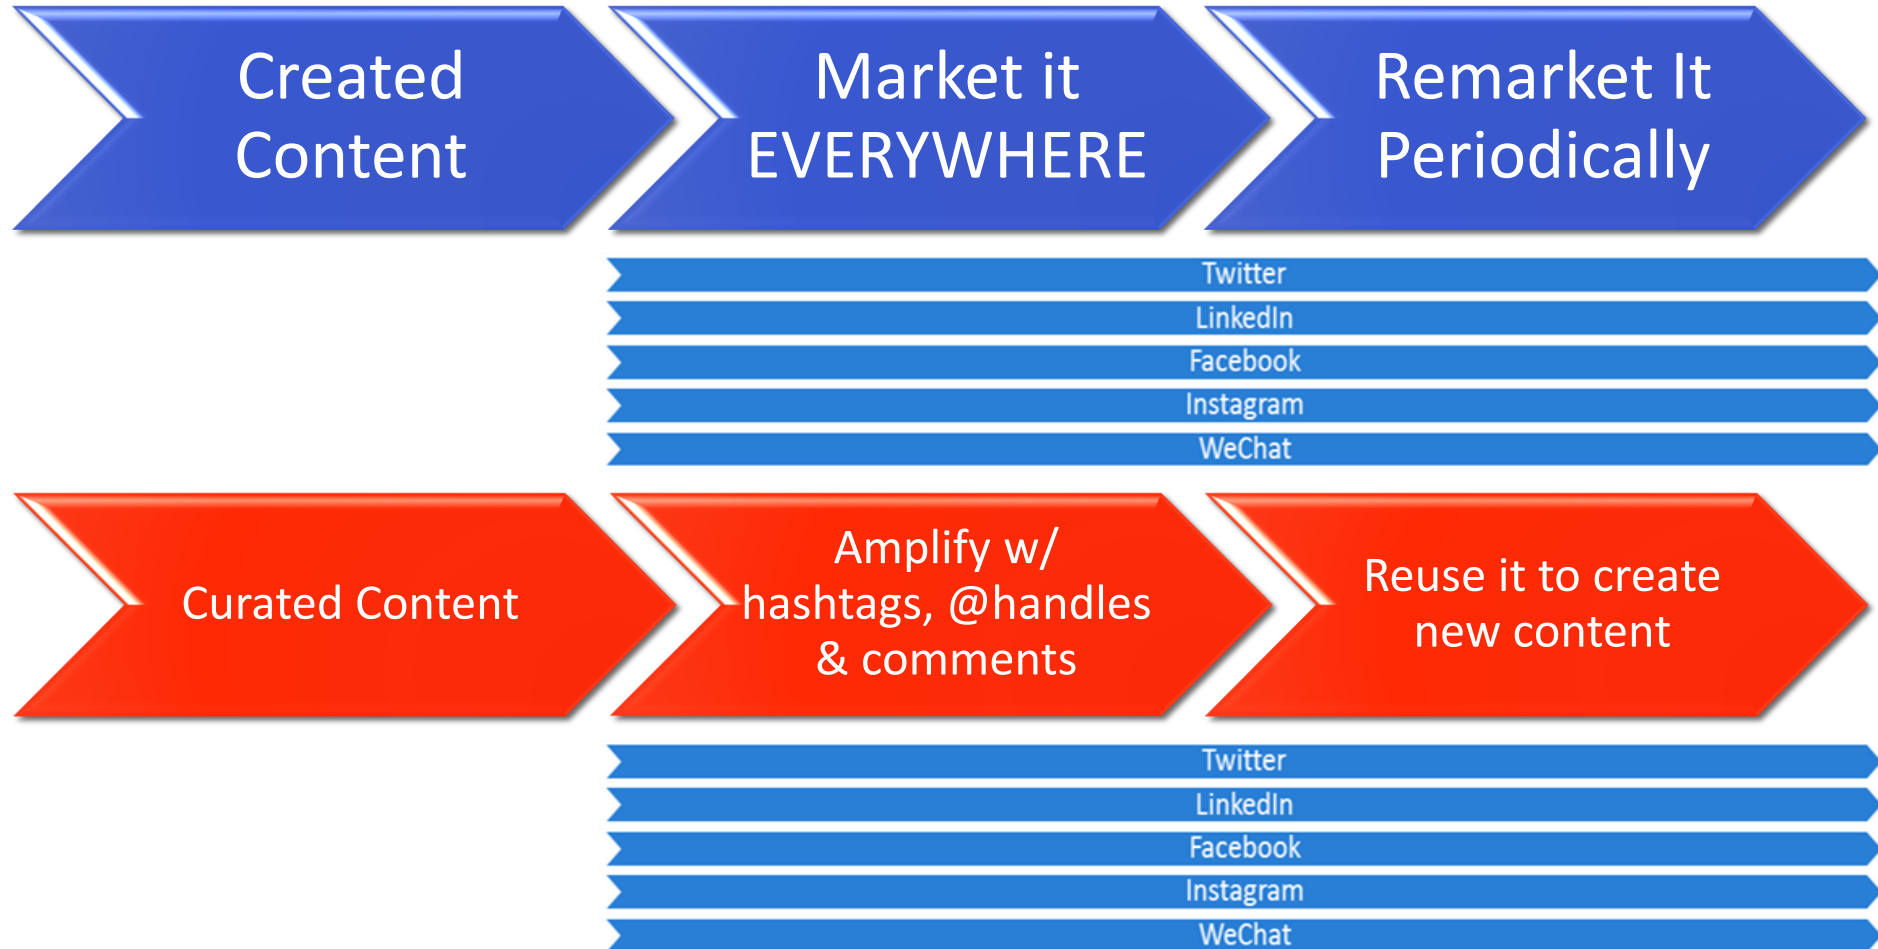 Created
Content
Market it
EVERYWHERE
Remarket It
Periodically
Twitter
LinkedIn
Facebook
Instagram
WeChat
Curated Content
Amplify w/
hashtags, @handles
& comments
Reuse it to create
new content
Twitter
LinkedIn
Facebook
Instagram
WeChat